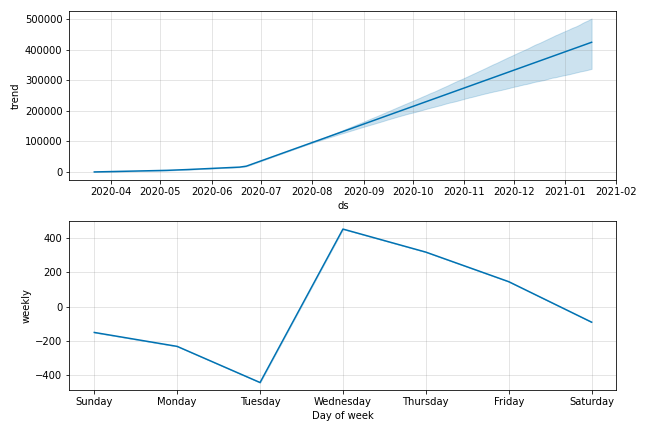 500000
400000
300000
200000
100000
0
trend
2020-04 2020-05 2020-06 2020-07 2020-08 2020-09 2020-10 2020-11 2020-12 2021-01 2021-02
ds
400
200
0
−200
−400
weekly
Sunday Monday Tuesday Wednesday Thursday Friday Saturday
Day of week